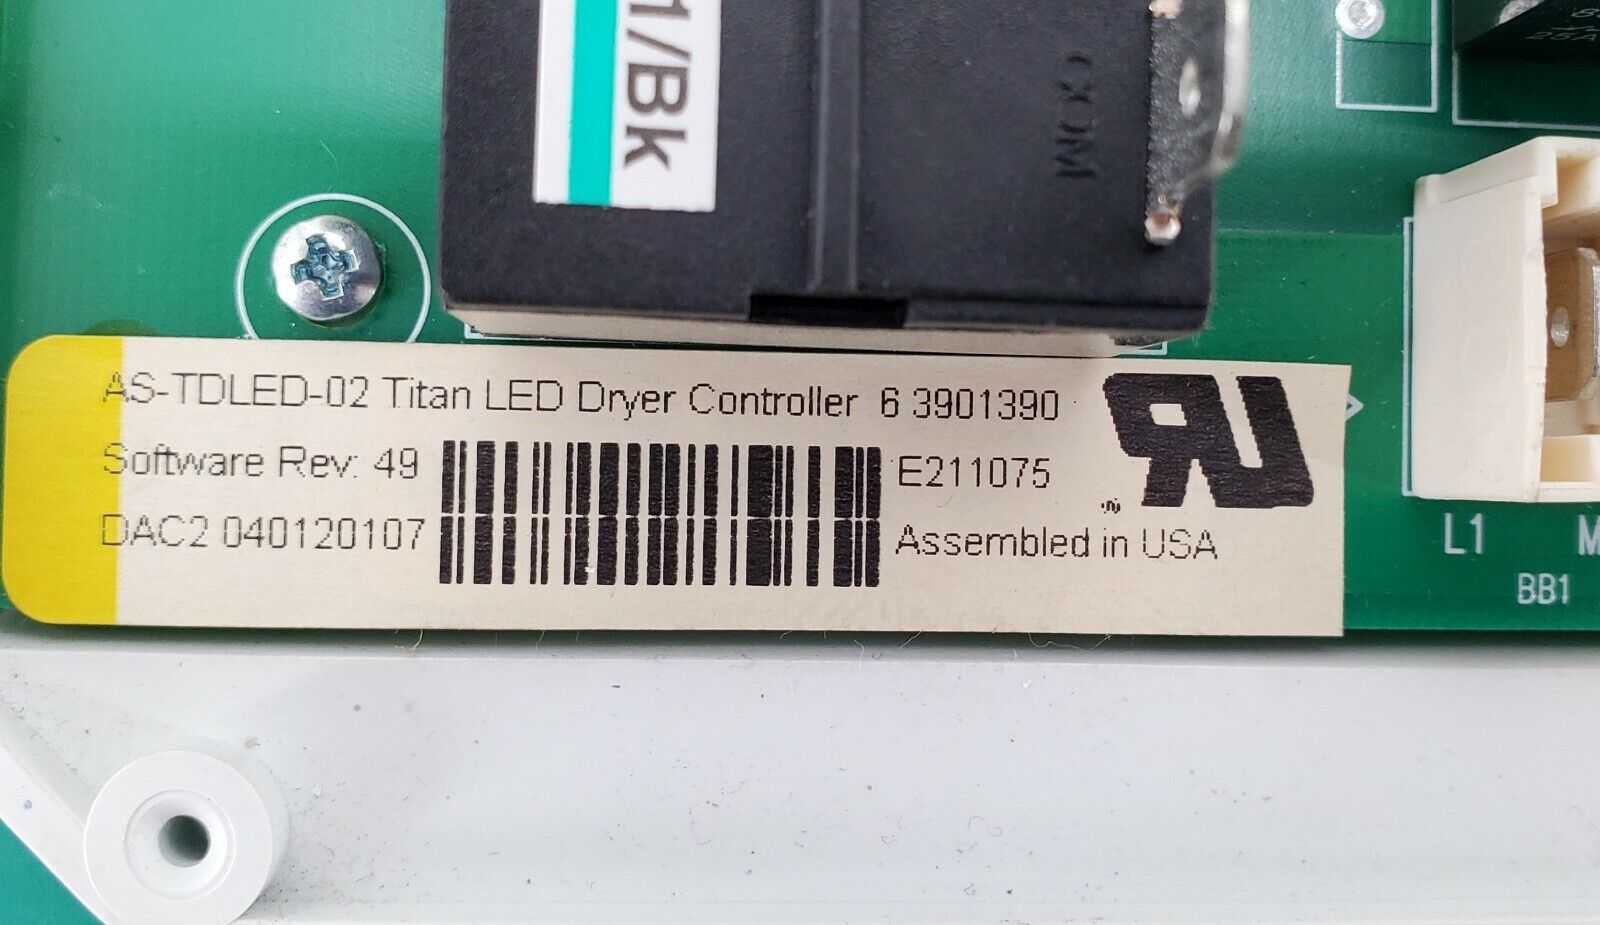 1/Bk
COM
AS-TDLED-02 Titan LED Dryer Controller 6 3901390
Software Rev: 49
E211075
DAC2 040120107
Assembled in USA
L1
M
BB1